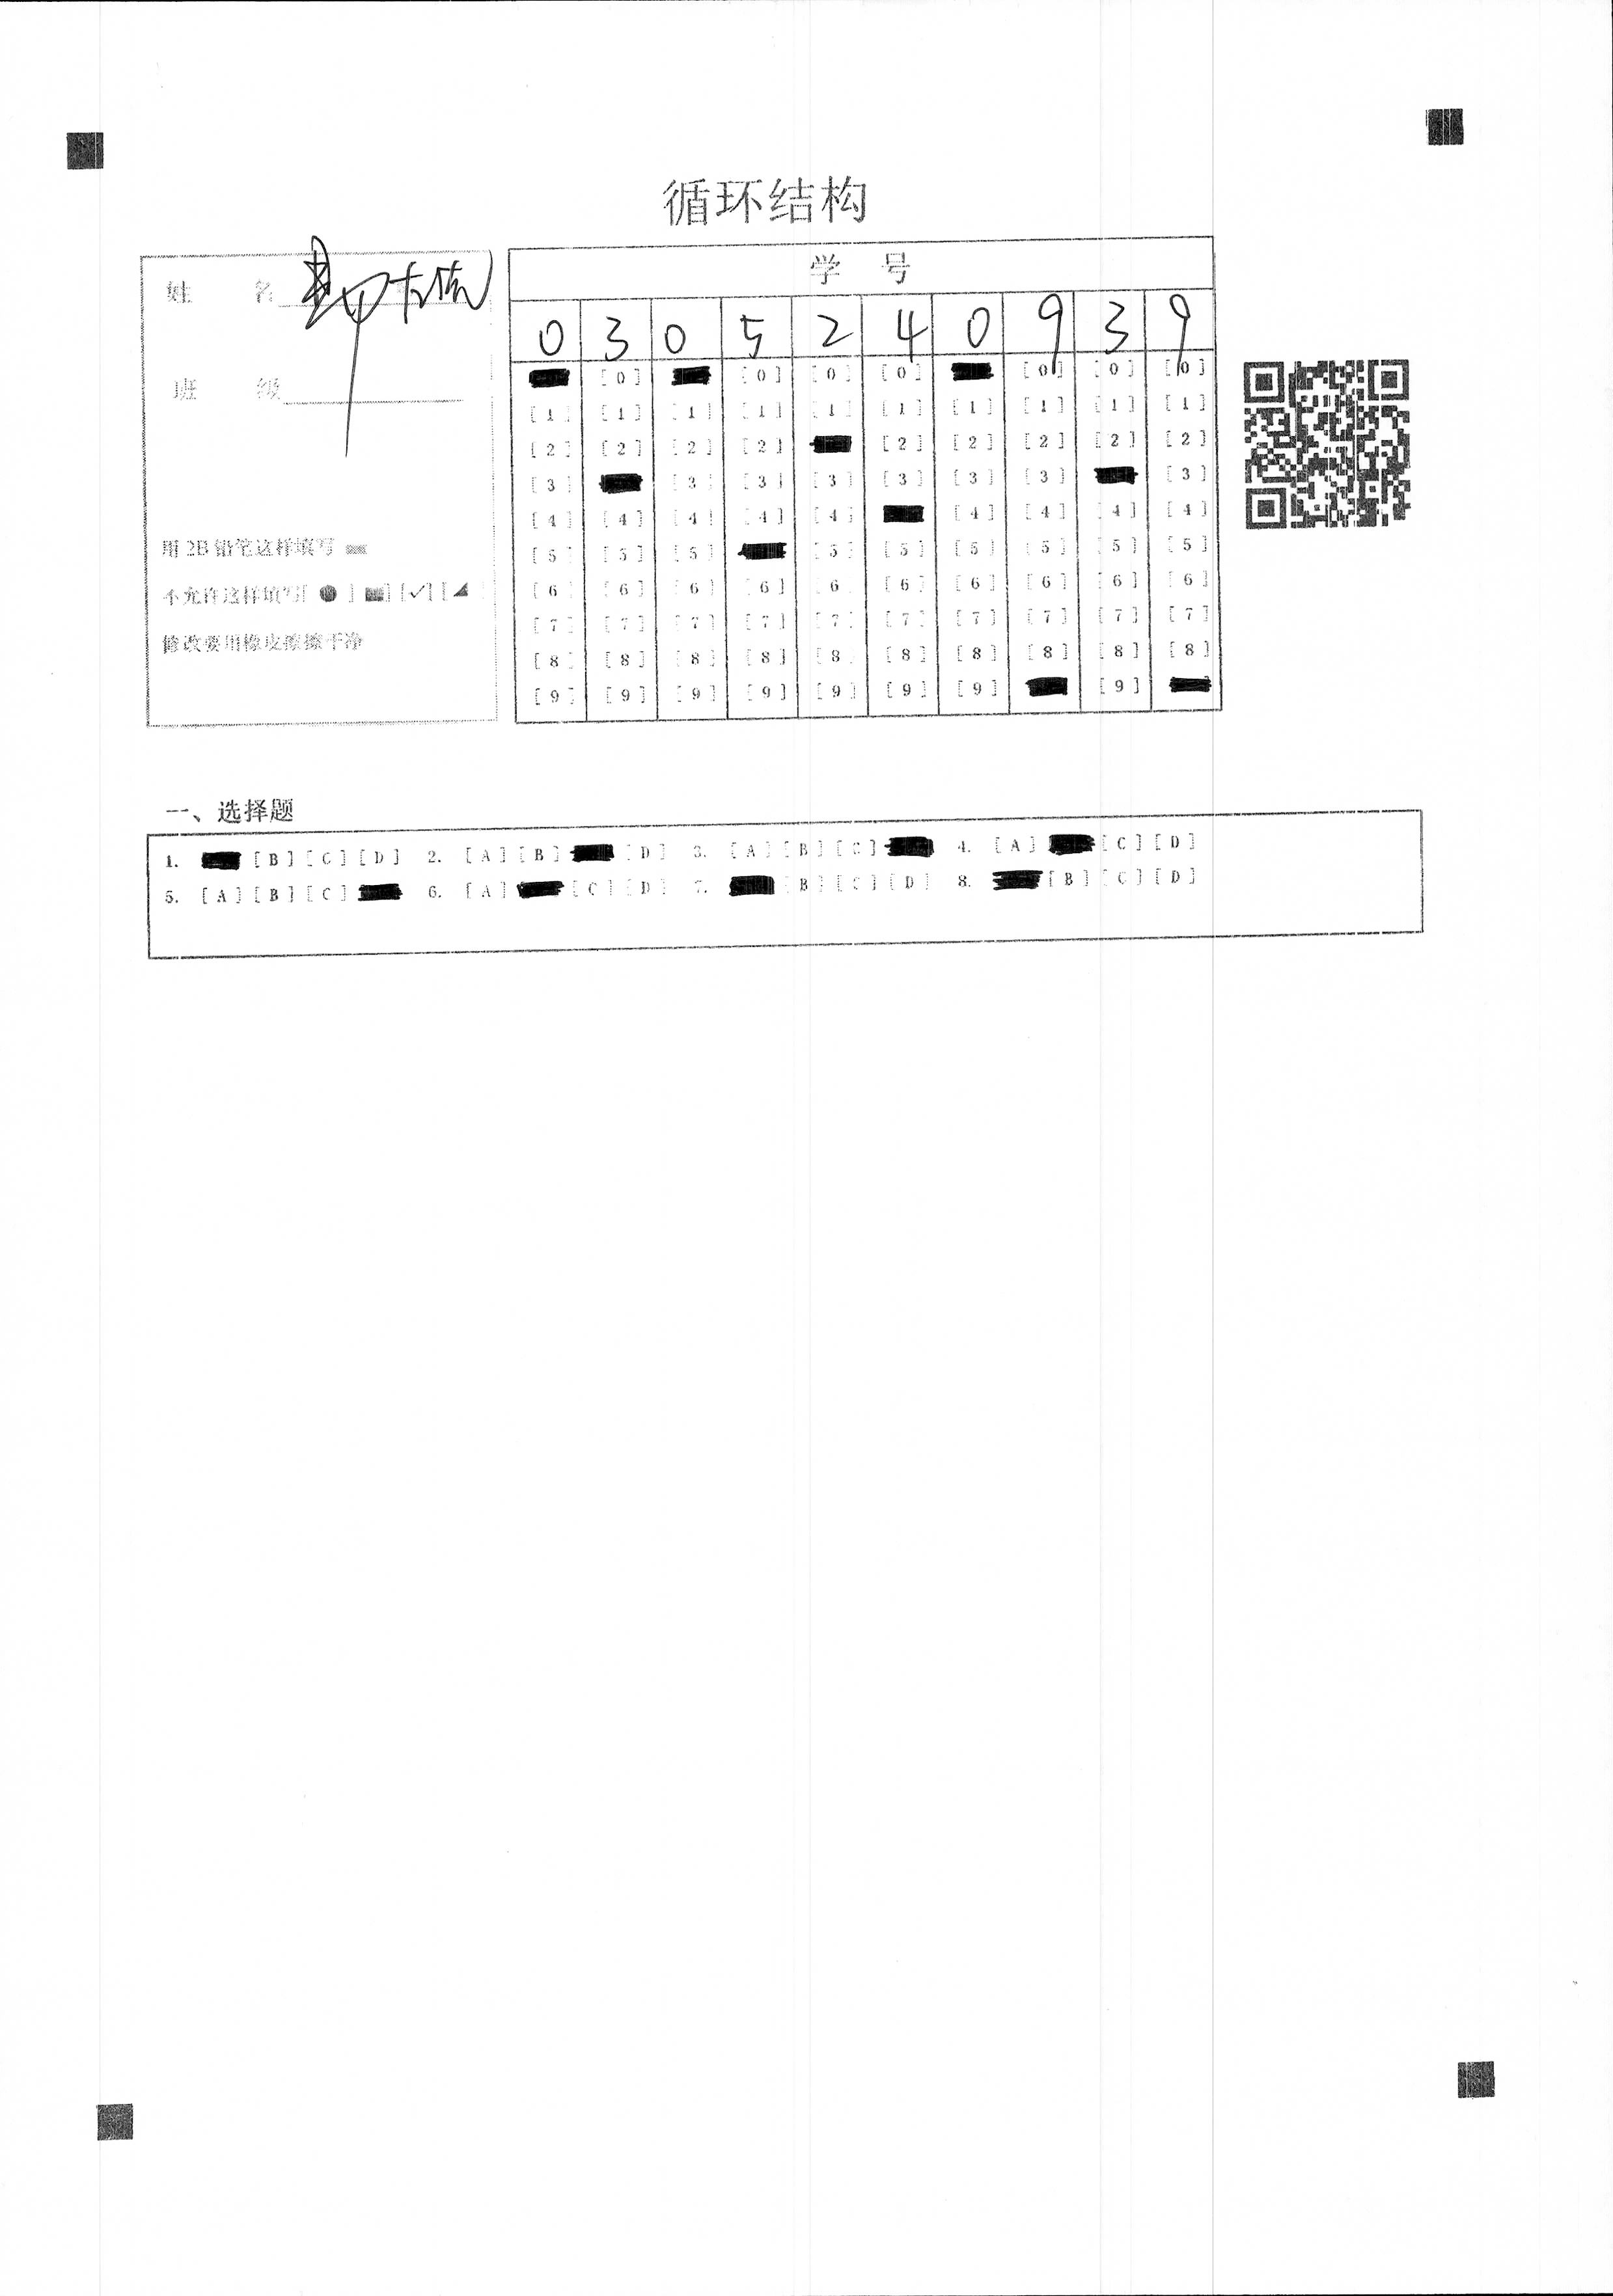 循环结构
姓 名
学 号
0 3 0 5 2 4 0 9 3 9
班 级
[0] [0] [0] [0] [0] [0] [0]
[1] [1] [1] [1] [1] [1] [1] [1] [1] [1]
[2] [2] [2] [2] [2] [2] [2] [2] [2]
[3] [3] [3] [3] [3] [3] [3] [3]
[4] [4] [4] [4] [4] [4] [4] [4] [4]
[5] [5] [5] [5] [5] [5] [5] [5] [5]
[6] [6] [6] [6] [6] [6] [6] [6] [6] [6]
[7] [7] [7] [7] [7] [7] [7] [7] [7] [7]
[8] [8] [8] [8] [8] [8] [8] [8] [8] [8]
[9] [9] [9] [9] [9] [9] [9] [9]
用2B铅笔这样填写
不允许这样填写[●] [✓] [◢
修改要用橡皮擦擦干净
一、选择题
1. [B] [C] [D] 2. [A] [B] [D] 3. [A] [B] [C] 4. [A] [C] [D]
5. [A] [B] [C] 6. [A] [C] [D] 7. [B] [C] [D] 8. [B] [C] [D]